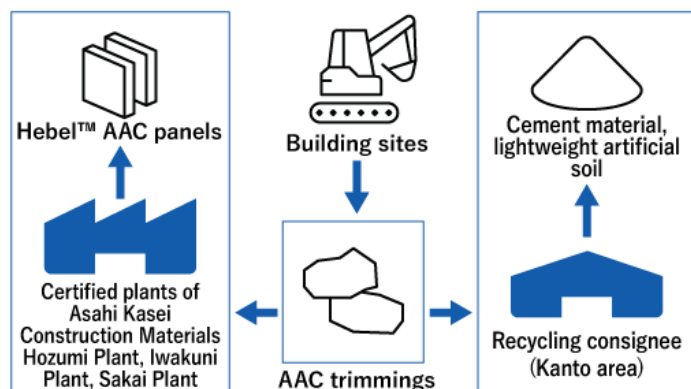 Hebel™ AAC panels
Certified plants of
Asahi Kasei
Construction Materials
Hozumi Plant, Iwakuni
Plant, Sakai Plant
Building sites
AAC trimmings
Cement material,
lightweight artificial
soil
Recycling consignee
(Kanto area)